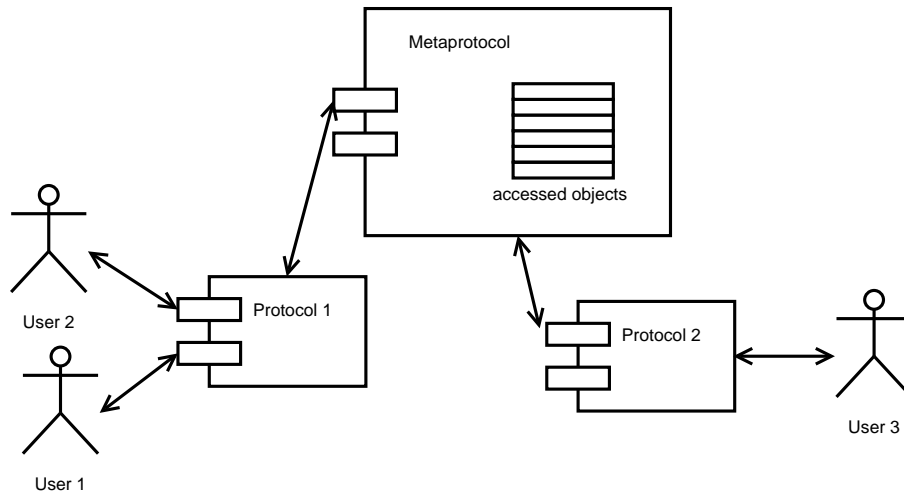 Metaprotocol
accessed objects
User 2
Protocol 1
Protocol 2
User 1
User 3